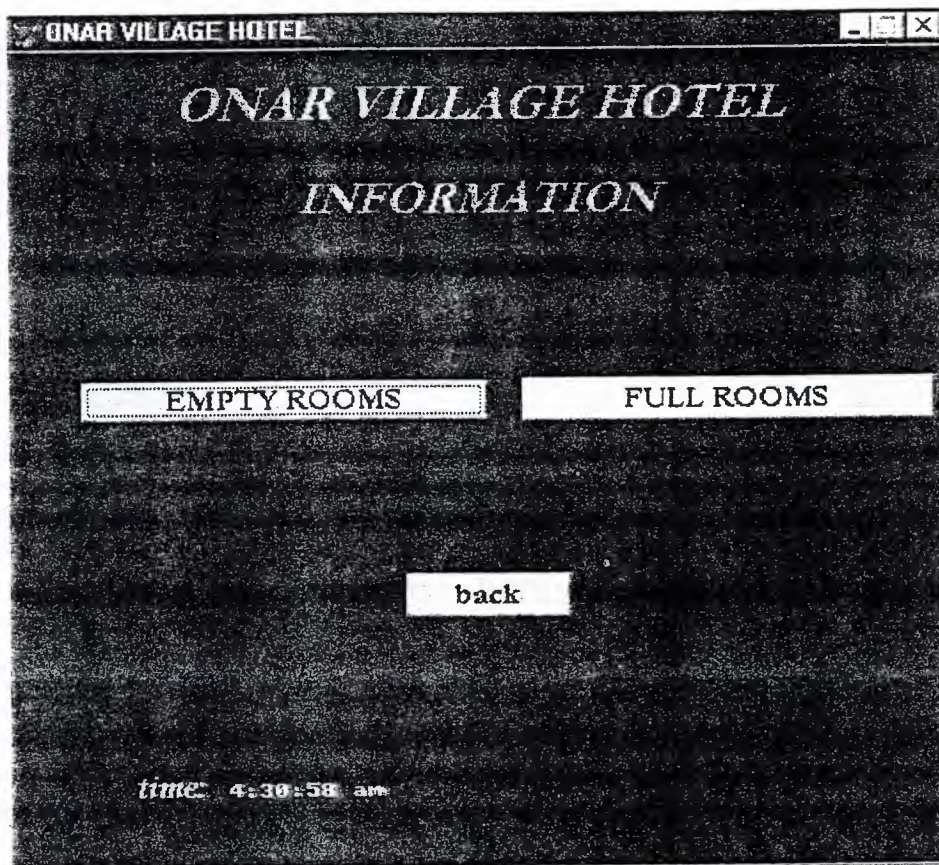 ONAR VILLAGE HOTEL
ONAR VILLAGE HOTEL
INFORMATION
EMPTY ROOMS
FULL ROOMS
back
time: 4:30:58 am